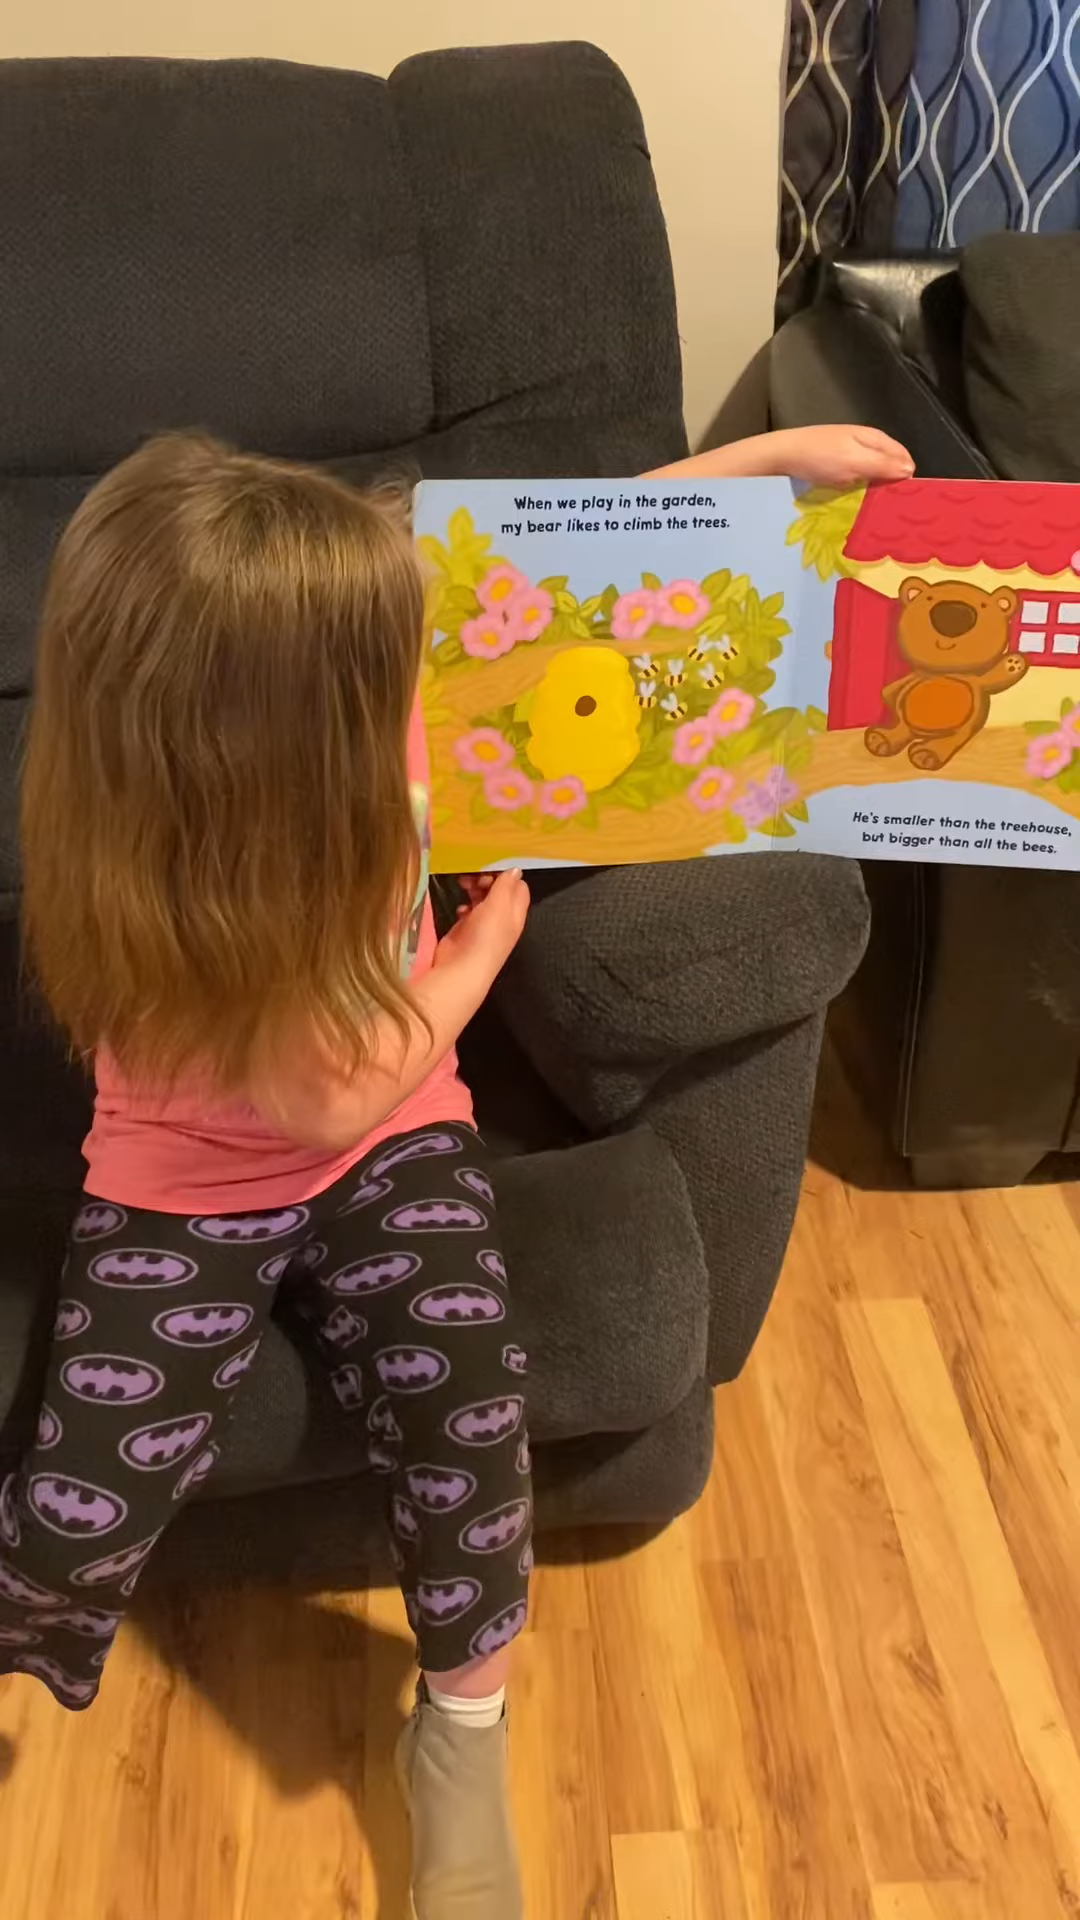 When we play in the garden,
my bear likes to climb the trees.
He's smaller than the treehouse,
but bigger than all the bees.